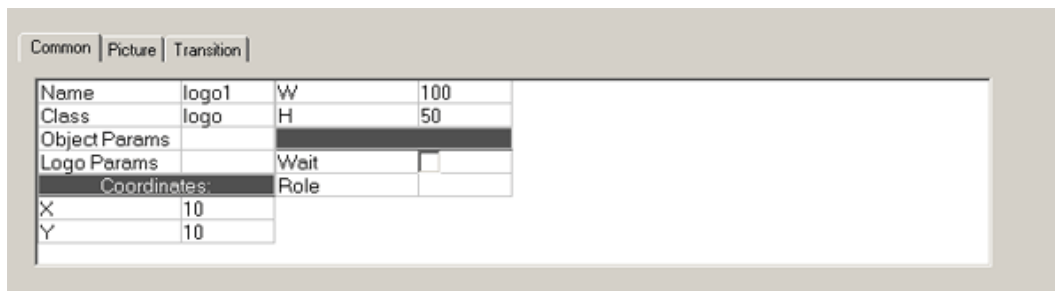 Common Picture Transition
Name logo1 W 100
Class logo H 50
Object Params
Logo Params Wait
Coordinates: Role
X 10
Y 10